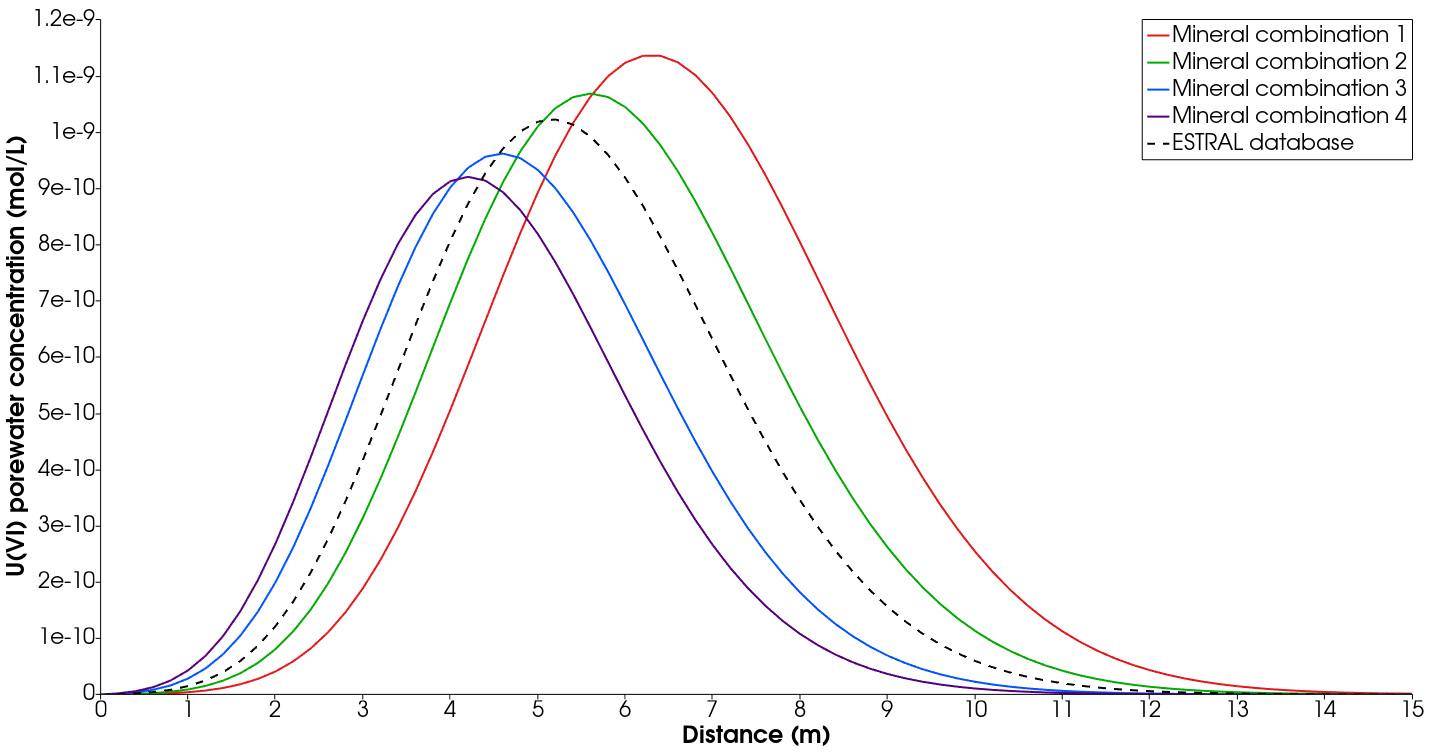 1.2e-9
1.1e-9
1e-9
9e-10
8e-10
7e-10
6e-10
5e-10
4e-10
3e-10
2e-10
1e-10
0
U(VI) porewater concentration (mol/L)
Mineral combination 1
Mineral combination 2
Mineral combination 3
Mineral combination 4
ESTRAL database
0 1 2 3 4 5 6 7 8 9 10 11 12 13 14 15
Distance (m)